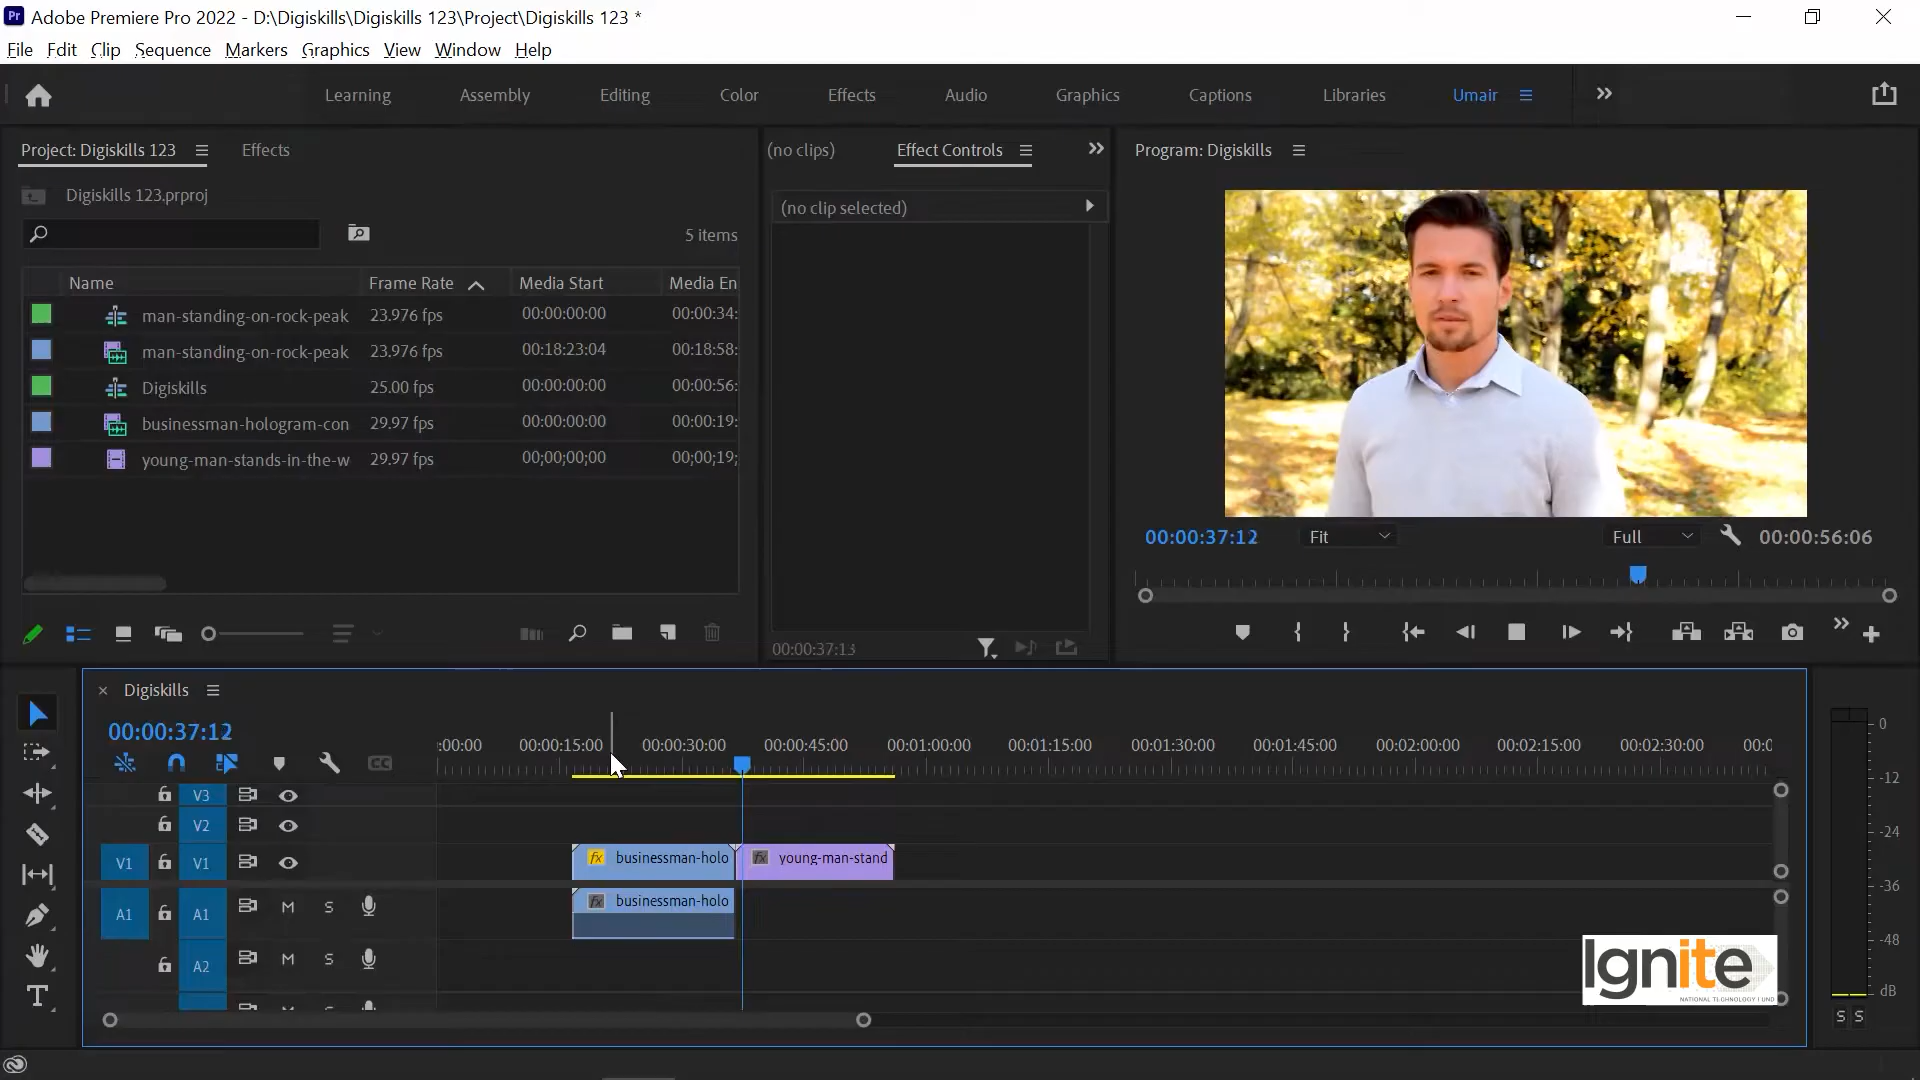 Adobe Premiere Pro 2022 - D:\Digiskills\Digiskills 123\Project\Digiskills 123 *
File Edit Clip Sequence Markers Graphics View Window Help
Learning Assembly Editing Color Effects Audio Graphics Captions Libraries Umair
Project: Digiskills 123 Effects
(no clips) Effect Controls
Program: Digiskills
Digiskills 123.prproj
5 items
(no clip selected)
Name Frame Rate Media Start Media En
man-standing-on-rock-peak 23.976 fps 00:00:00:00 00:00:34:
man-standing-on-rock-peak 23.976 fps 00:18:23:04 00:18:58:
Digiskills 25.00 fps 00:00:00:00 00:00:56:
businessman-hologram-con 29.97 fps 00:00:00:00 00:00:19:
young-man-stands-in-the-w 29.97 fps 00;00;00;00 00;00;19;
00:00:37:12 Fit Full 00:00:56:06
00:00:37:13
Digiskills
00:00:37:12
:00:00 00:00:15:00 00:00:30:00 00:00:45:00 00:01:00:00 00:01:15:00 00:01:30:00 00:01:45:00 00:02:00:00 00:02:15:00 00:02:30:00 00:0
CC
V3
V2
V1 V1 fx businessman-holo fx young-man-stand
A1 A1 M S fx businessman-holo
A2 M S
0
-12
-24
-36
-48
dB
S S
Ignite
NATIONAL TECHNOLOGY FUND